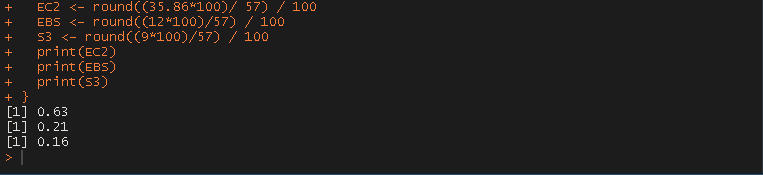 +   EC2 <- round((35.86*100)/ 57) / 100
+   EBS <- round((12*100)/57) / 100
+   S3 <- round((9*100)/57) / 100
+   print(EC2)
+   print(EBS)
+   print(S3)
+ }
[1] 0.63
[1] 0.21
[1] 0.16
>